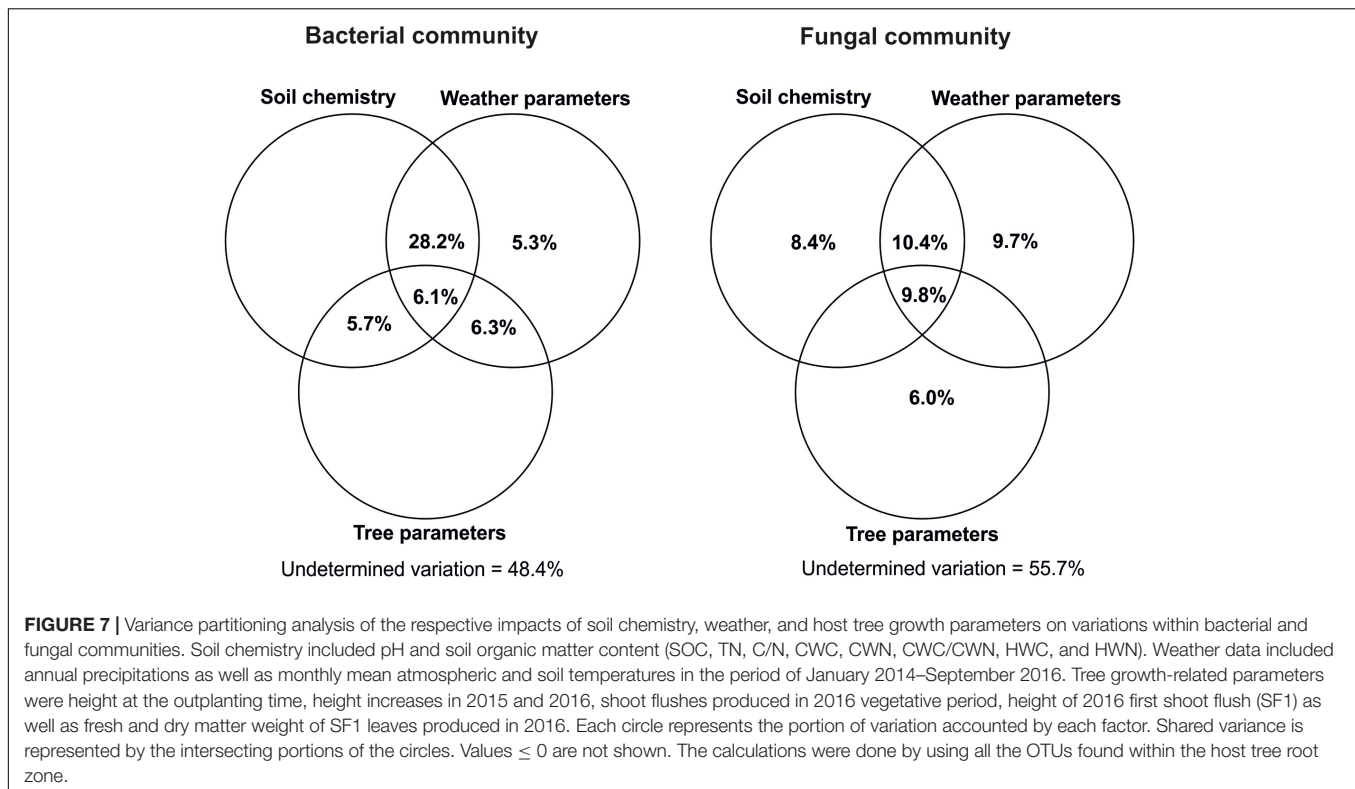 Bacterial community
Fungal community
Soil chemistry
Weather parameters
28.2%
5.3%
6.1%
5.7%
6.3%
Tree parameters
Undetermined variation = 48.4%
Soil chemistry
Weather parameters
8.4%
10.4%
9.7%
9.8%
6.0%
Tree parameters
Undetermined variation = 55.7%
FIGURE 7 | Variance partitioning analysis of the respective impacts of soil chemistry, weather, and host tree growth parameters on variations within bacterial and
fungal communities. Soil chemistry included pH and soil organic matter content (SOC, TN, C/N, CWC, CWN, CWC/CWN, HWC, and HWN). Weather data included
annual precipitations as well as monthly mean atmospheric and soil temperatures in the period of January 2014–September 2016. Tree growth-related parameters
were height at the outplanting time, height increases in 2015 and 2016, shoot flushes produced in 2016 vegetative period, height of 2016 first shoot flush (SF1) as
well as fresh and dry matter weight of SF1 leaves produced in 2016. Each circle represents the portion of variation accounted by each factor. Shared variance is
represented by the intersecting portions of the circles. Values ≤ 0 are not shown. The calculations were done by using all the OTUs found within the host tree root
zone.